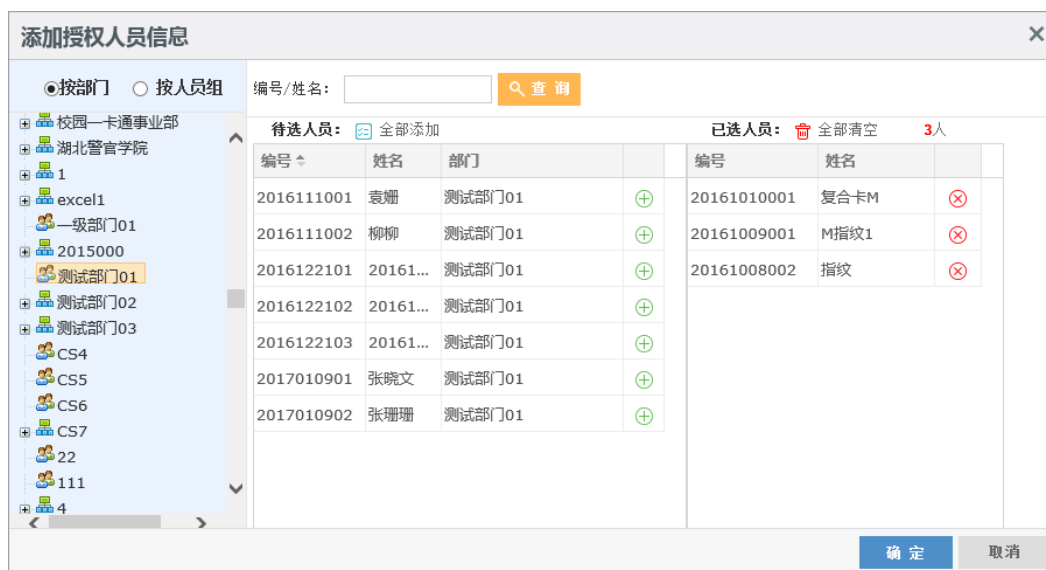 添加授权人员信息
按部门 按人员组
编号/姓名: 查 询
校园一卡通事业部
湖北警官学院
1
excel1
一级部门01
2015000
测试部门01
测试部门02
测试部门03
CS4
CS5
CS6
CS7
22
111
4
待选人员: 全部添加
编号 姓名 部门
2016111001 袁姗 测试部门01
2016111002 柳柳 测试部门01
2016122101 20161... 测试部门01
2016122102 20161... 测试部门01
2016122103 20161... 测试部门01
2017010901 张晓文 测试部门01
2017010902 张珊珊 测试部门01
已选人员: 全部清空 3人
编号 姓名
20161010001 复合卡M
20161009001 M指纹1
20161008002 指纹
确 定 取消